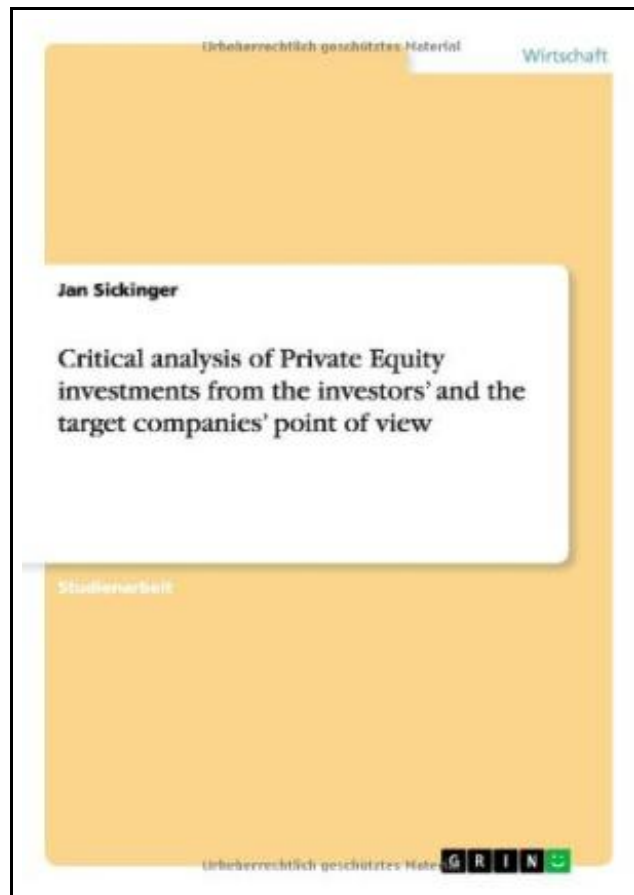 Urheberrechtlich geschütztes Material
Wirtschaft
Jan Sickinger
Critical analysis of Private Equity
investments from the investors’ and the
target companies’ point of view
Studienarbeit
Urheberrechtlich geschütztes Mate
GRIN